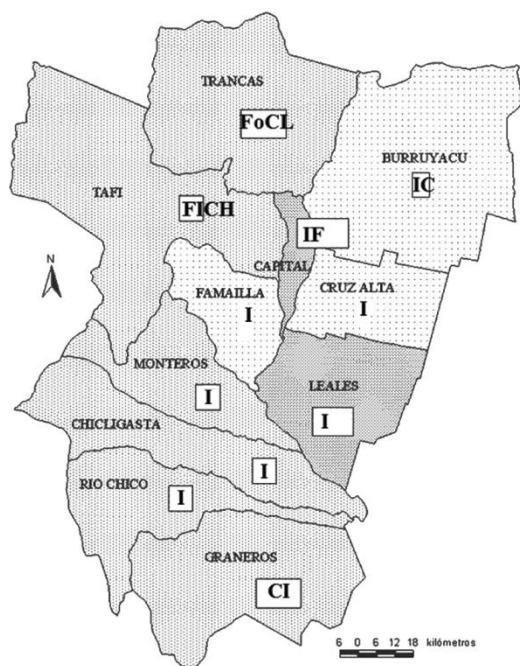 TRANCAS
FoCL
BURRUYACU
IC
TAFI
FICH
IF
CAPITAL
N
FAMAILLA
I
CRUZ ALTA
I
MONTEROS
I
LEALES
I
CHICLIGASTA
I
RIO CHICO
I
GRANEROS
CI
6 0 6 12 18 kilómetros